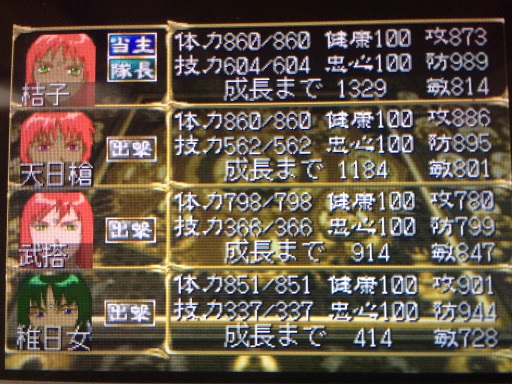 当主 体力860/860 健康100 攻873
隊長 技力604/604 忠心100 防989
桔子 成長まで 1329 敏814
体力860/860 健康100 攻886
出撃 技力562/562 忠心100 防895
大日槍 成長まで 1184 敏801
体力798/798 健康100 攻780
出撃 技力366/366 忠心100 防799
武塔 成長まで 914 敏847
体力851/851 健康100 攻901
出撃 技力337/337 忠心100 防944
稚日女 成長まで 414 敏728